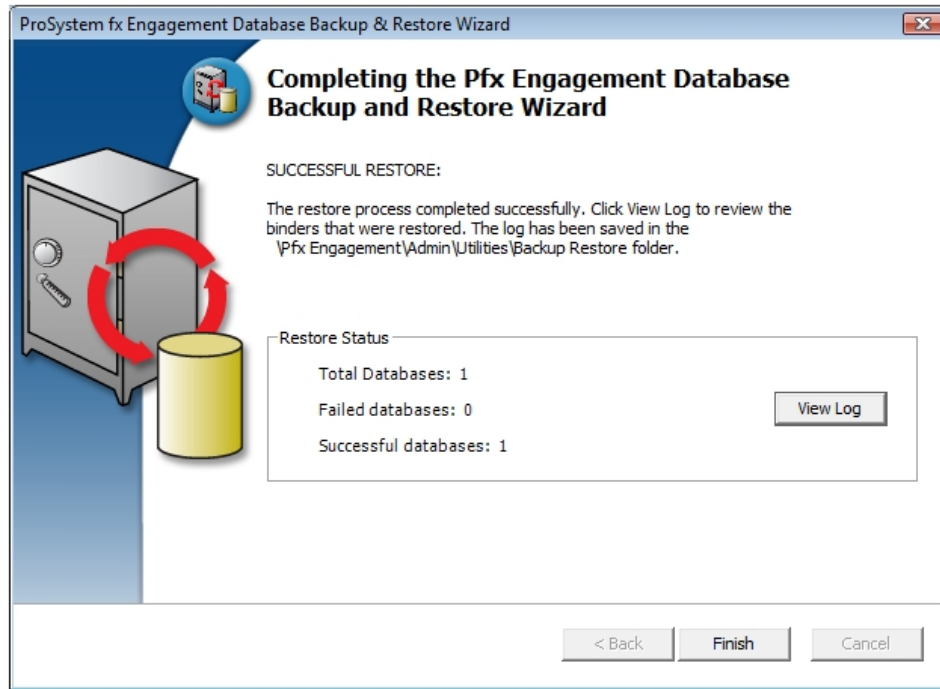 ProSystem fx Engagement Database Backup & Restore Wizard
Completing the Pfx Engagement Database
Backup and Restore Wizard
SUCCESSFUL RESTORE:
The restore process completed successfully. Click View Log to review the
binders that were restored. The log has been saved in the
\Pfx Engagement\Admin\Utilities\Backup Restore folder.
Restore Status
Total Databases: 1
Failed databases: 0
View Log
Successful databases: 1
< Back
Finish
Cancel